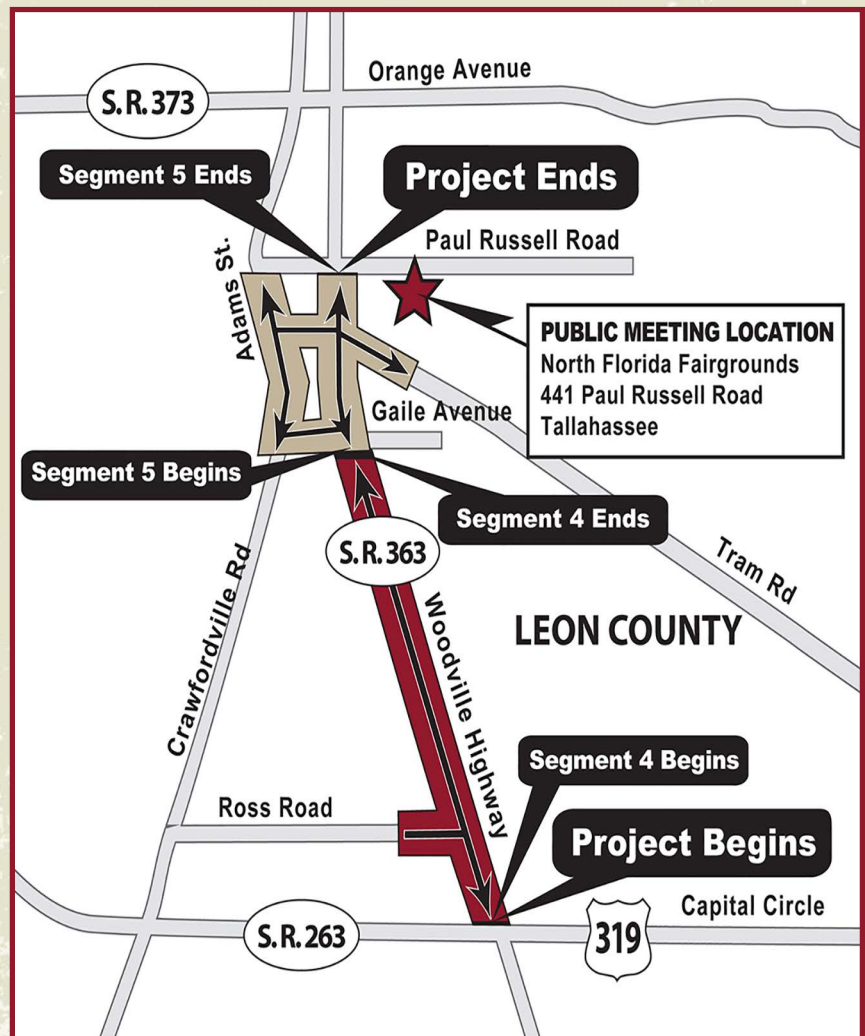 Orange Avenue
S.R. 373
Segment 5 Ends
Project Ends
Paul Russell Road
Adams St.
PUBLIC MEETING LOCATION
North Florida Fairgrounds
441 Paul Russell Road
Tallahassee
Gaile Avenue
Segment 5 Begins
Segment 4 Ends
S.R. 363
Tram Rd
Crawfordville Rd
Woodville Highway
LEON COUNTY
Segment 4 Begins
Ross Road
Project Begins
Capital Circle
S.R. 263
319